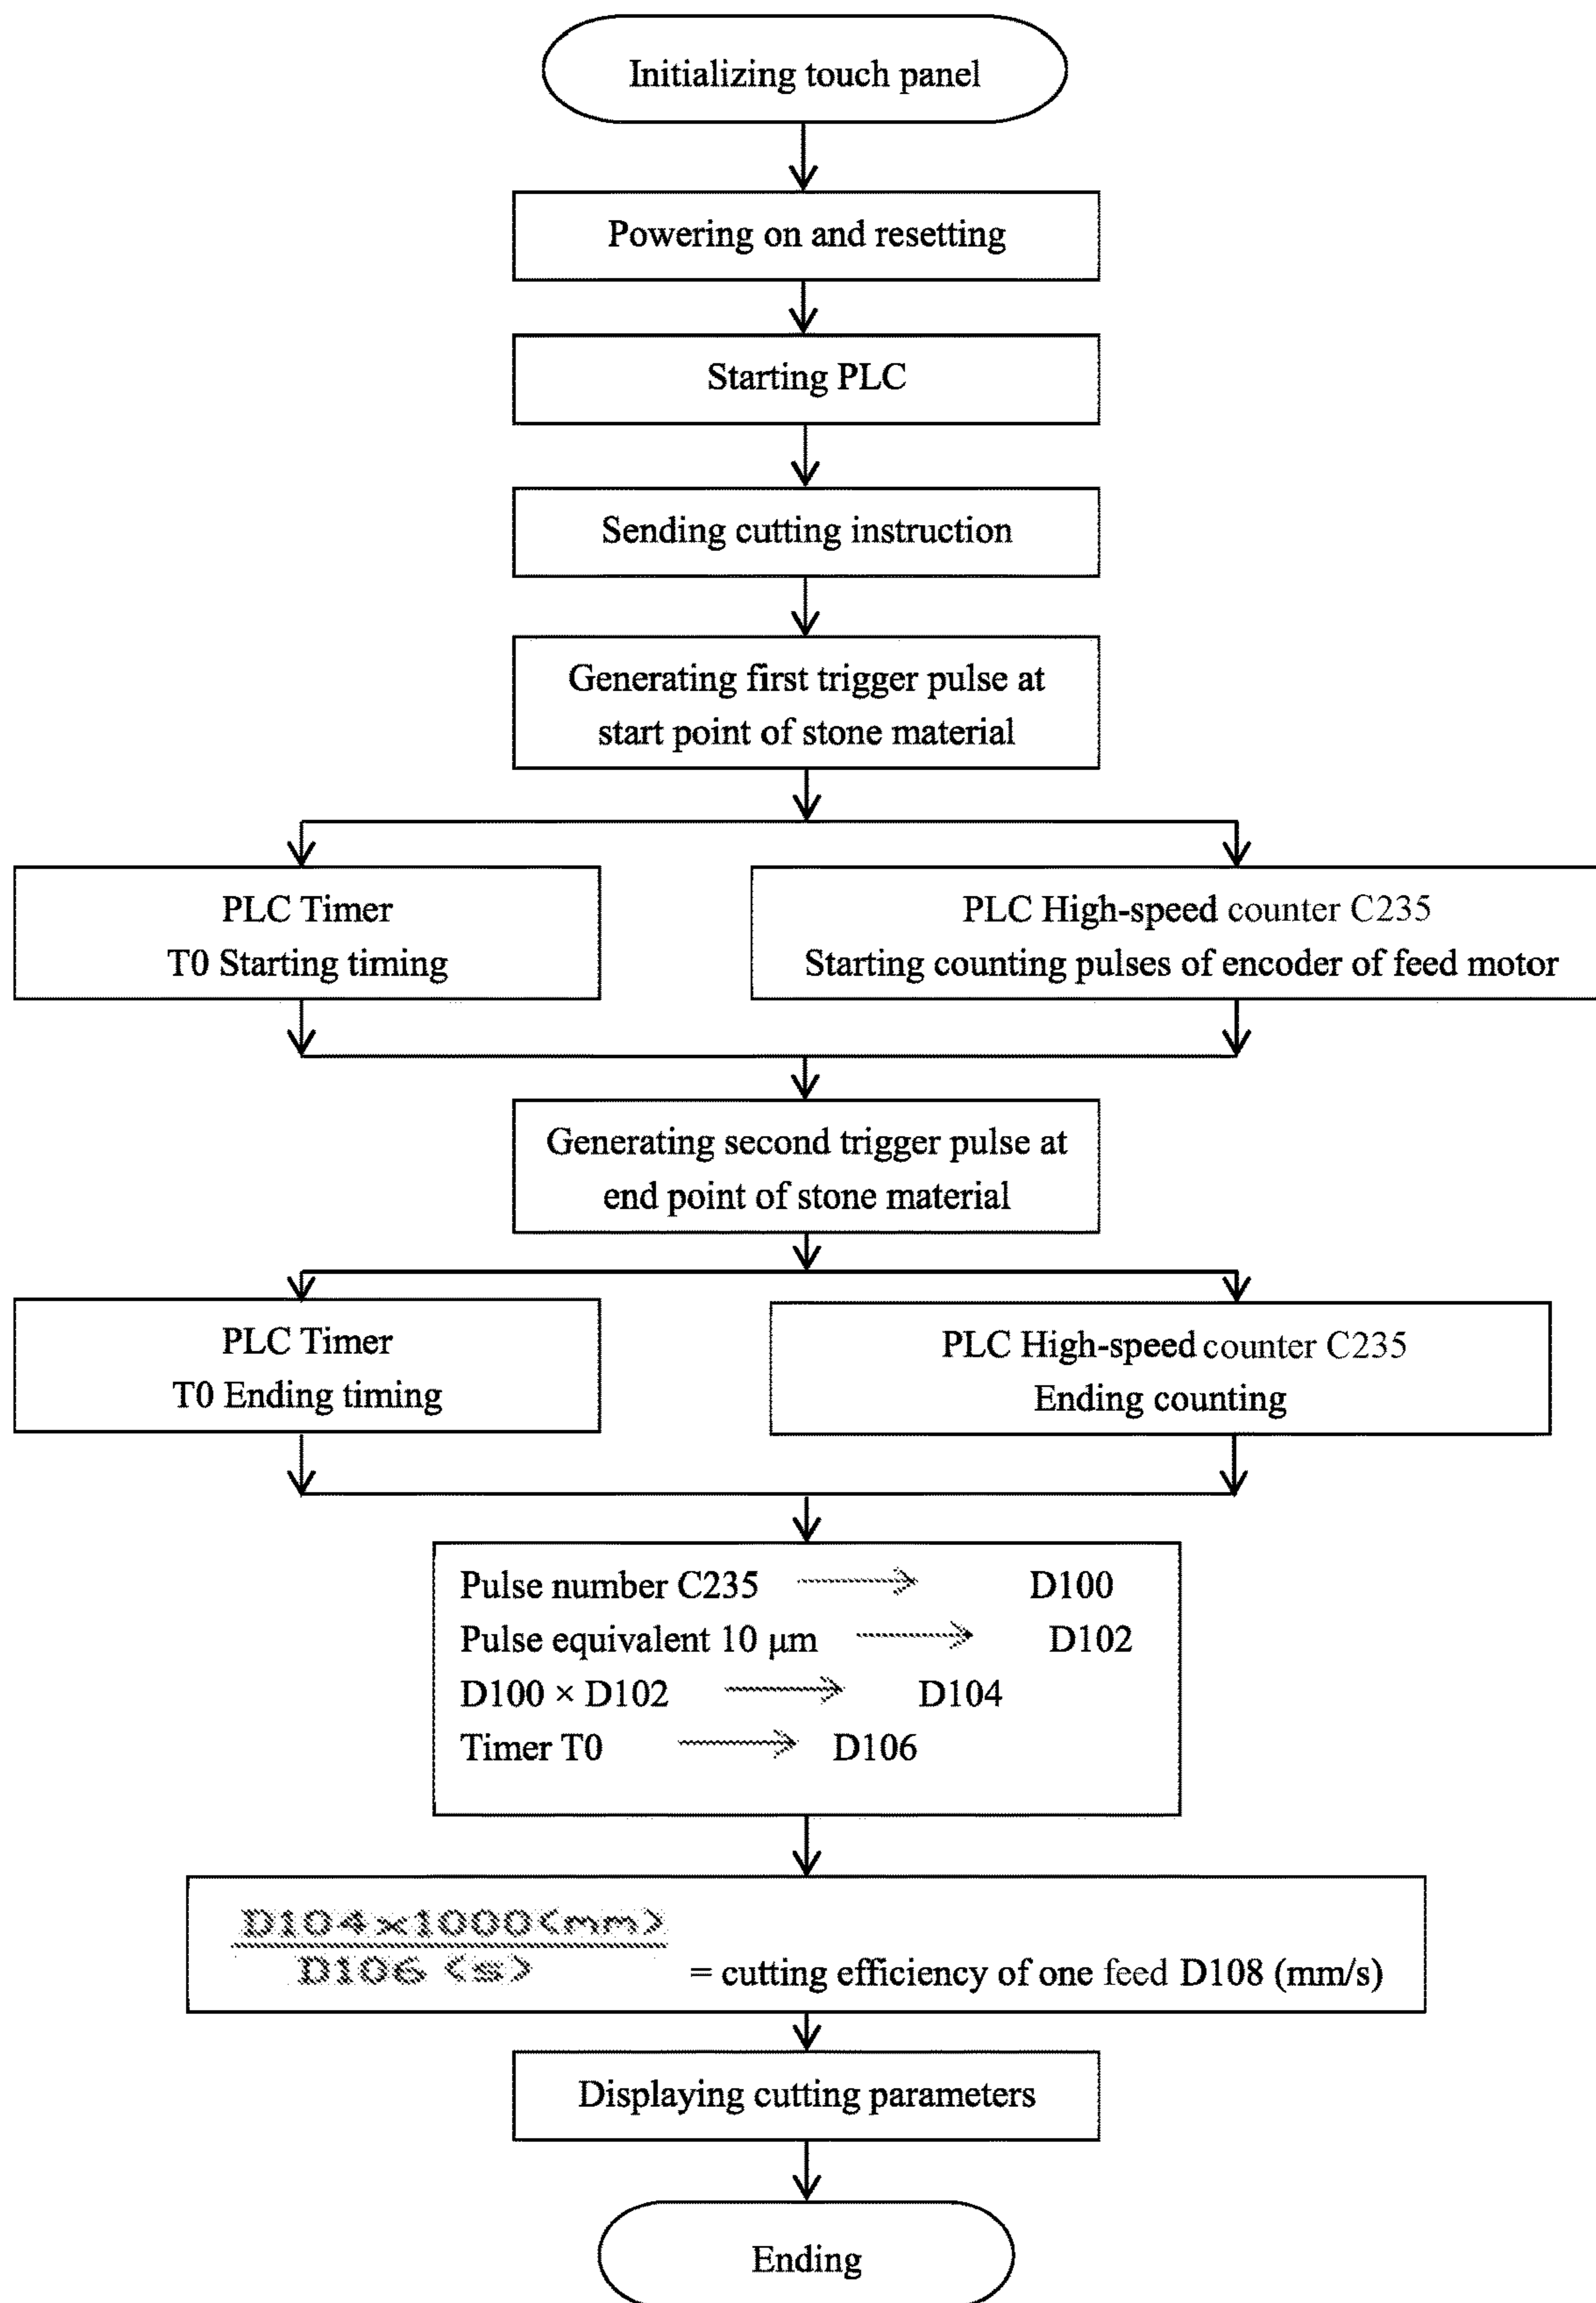 Initializing touch panel
Powering on and resetting
Starting PLC
Sending cutting instruction
Generating first trigger pulse at
start point of stone material
PLC Timer
T0 Starting timing
PLC High-speed counter C235
Starting counting pulses of encoder of feed motor
Generating second trigger pulse at
end point of stone material
PLC Timer
T0 Ending timing
PLC High-speed counter C235
Ending counting
Pulse number C235 → D100
Pulse equivalent 10 μm → D102
D100 × D102 → D104
Timer T0 → D106
D104x1000<mm>
D106 <s>
= cutting efficiency of one feed D108 (mm/s)
Displaying cutting parameters
Ending